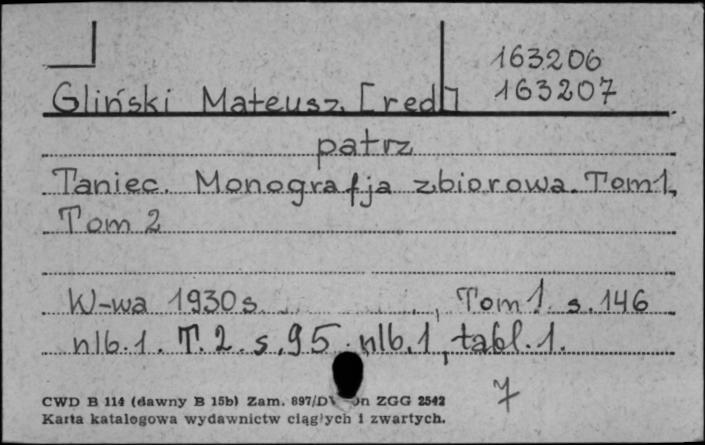 163206
Gliński Mateusz. [red] 163207
patrz
Taniec. Monografja zbiorowa. Tom 1,
Tom 2
W-wa 1930 s. , Tom 1. s. 146
nlb. 1. T. 2. s. 95. nlb. 1, tabl. 1.
CWD B 114 (dawny B 15b) Zam. 897/D ZGG 2542
7
Karta katalogowa wydawnictw ciągłych i zwartych.